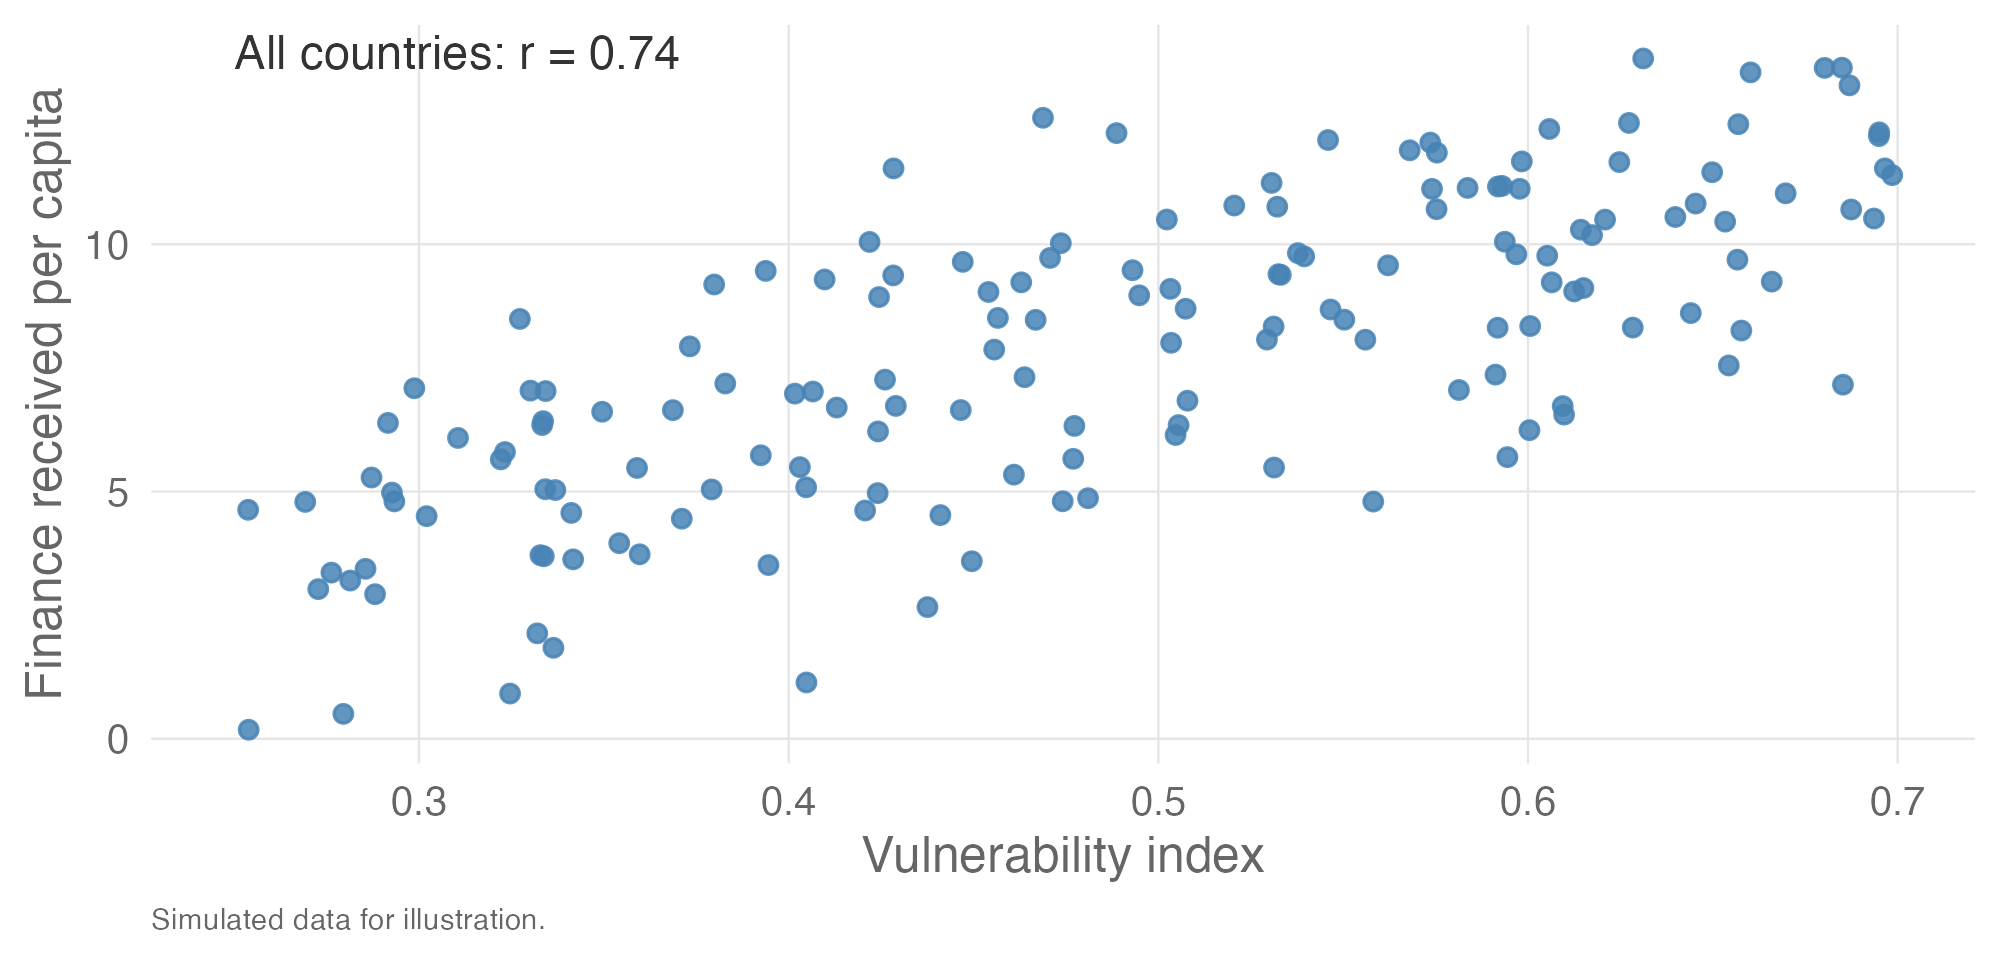 All countries: r = 0.74
Finance received per capita
10
5
0
0.3
0.4
0.5
0.6
0.7
Vulnerability index
Simulated data for illustration.